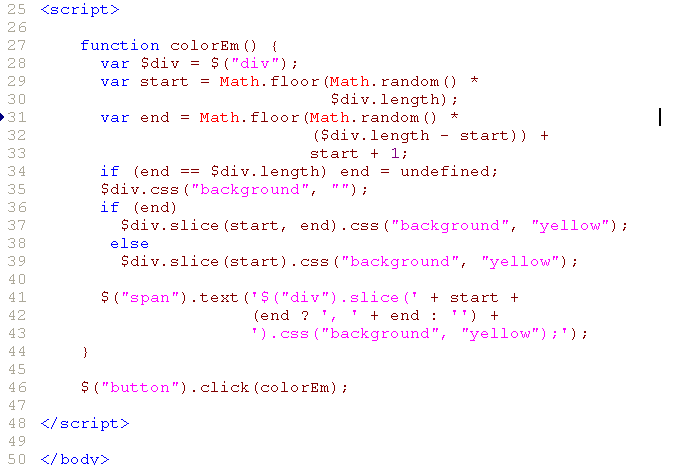 25 <script>
26
27     function colorEm() {
28       var $div = $("div");
29       var start = Math.floor(Math.random() *
30                              $div.length);
31       var end = Math.floor(Math.random() *
32                            ($div.length - start)) +
33                            start + 1;
34       if (end == $div.length) end = undefined;
35       $div.css("background", "");
36       if (end)
37         $div.slice(start, end).css("background", "yellow");
38        else
39         $div.slice(start).css("background", "yellow");
40
41       $("span").text('$("div").slice(' + start +
42                      (end ? ', ' + end : '') +
43                      ').css("background", "yellow");');
44     }
45
46     $("button").click(colorEm);
47
48 </script>
49
50 </body>